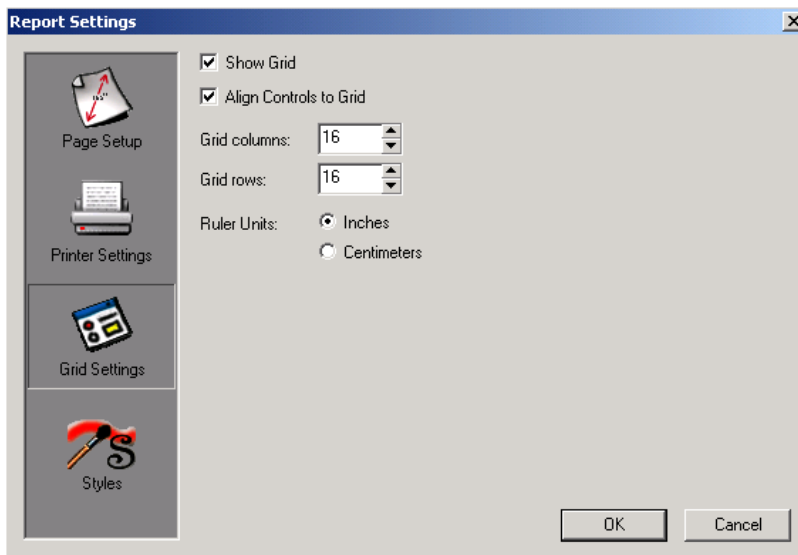 Report Settings
Page Setup
Printer Settings
Grid Settings
Styles
Show Grid
Align Controls to Grid
Grid columns: 16
Grid rows: 16
Ruler Units: Inches
Centimeters
OK Cancel